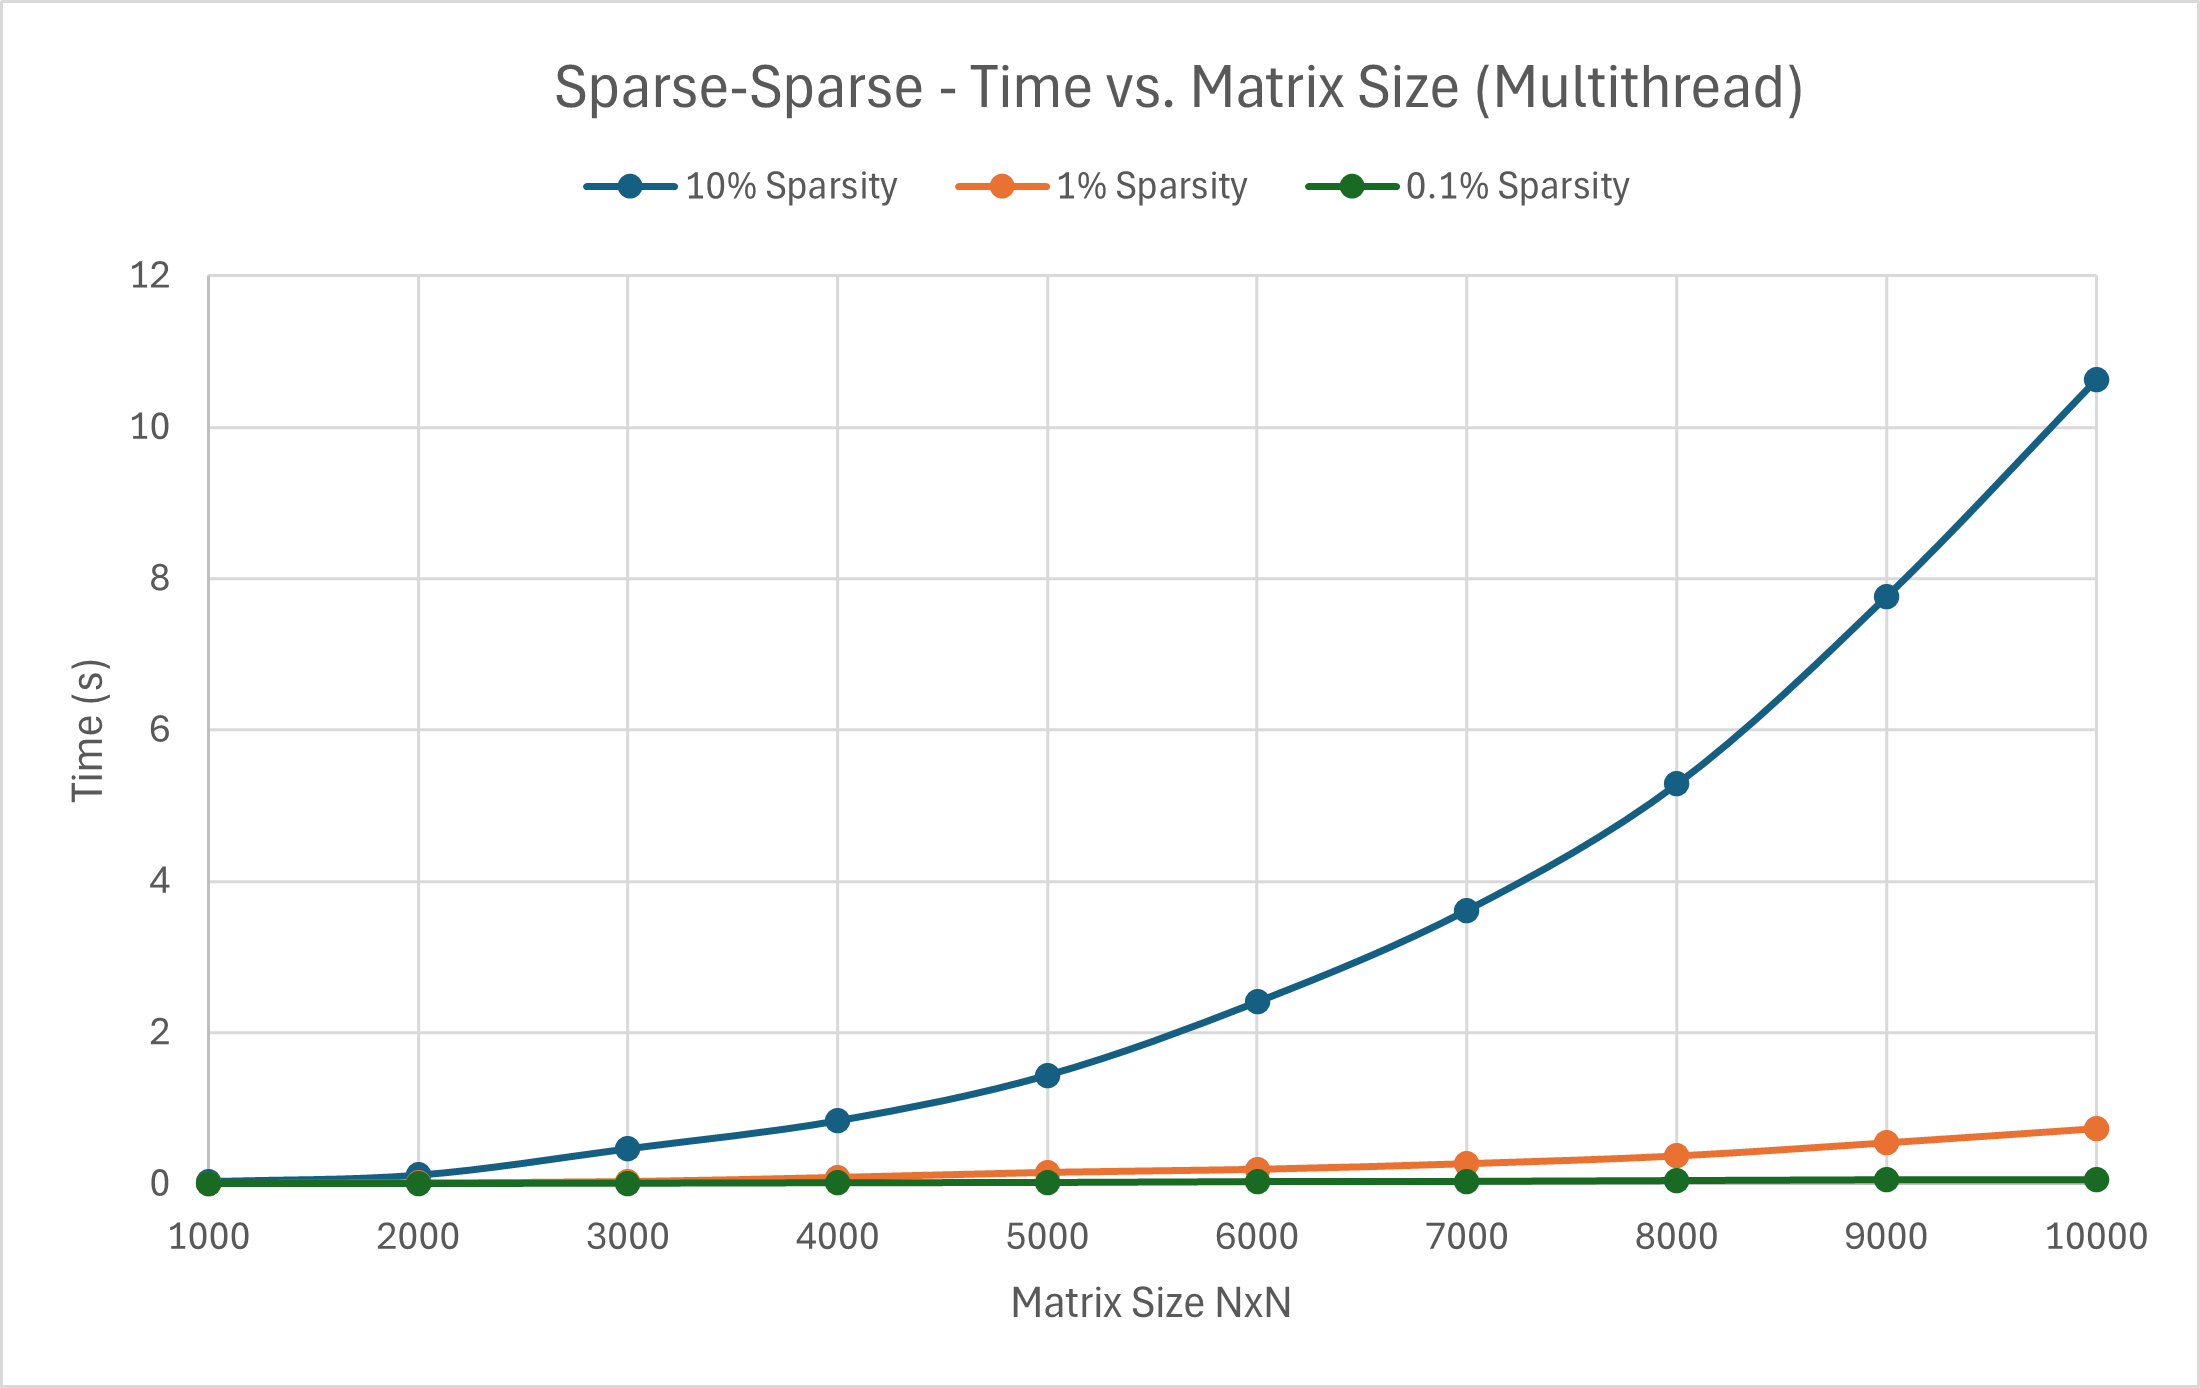 Sparse-Sparse - Time vs. Matrix Size (Multithread)
10% Sparsity 1% Sparsity 0.1% Sparsity
12
10
8
6
4
2
0
Time (s)
1000 2000 3000 4000 5000 6000 7000 8000 9000 10000
Matrix Size NxN